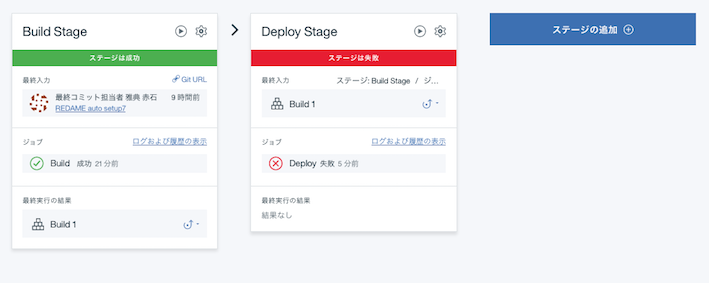 Build Stage
ステージは成功
最終入力
Git URL
最終コミット担当者 雅典 赤石
9 時間前
REDAME auto setup7
ジョブ
ログおよび履歴の表示
Build 成功 21 分前
最終実行の結果
Build 1
Deploy Stage
ステージは失敗
最終入力
ステージ: Build Stage / ジ...
Build 1
ジョブ
ログおよび履歴の表示
Deploy 失敗 5 分前
最終実行の結果
結果なし
ステージの追加